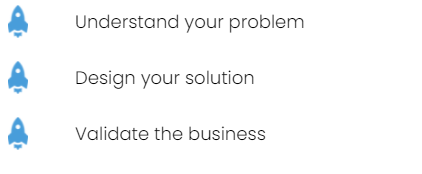 Understand your problem
Design your solution
Validate the business